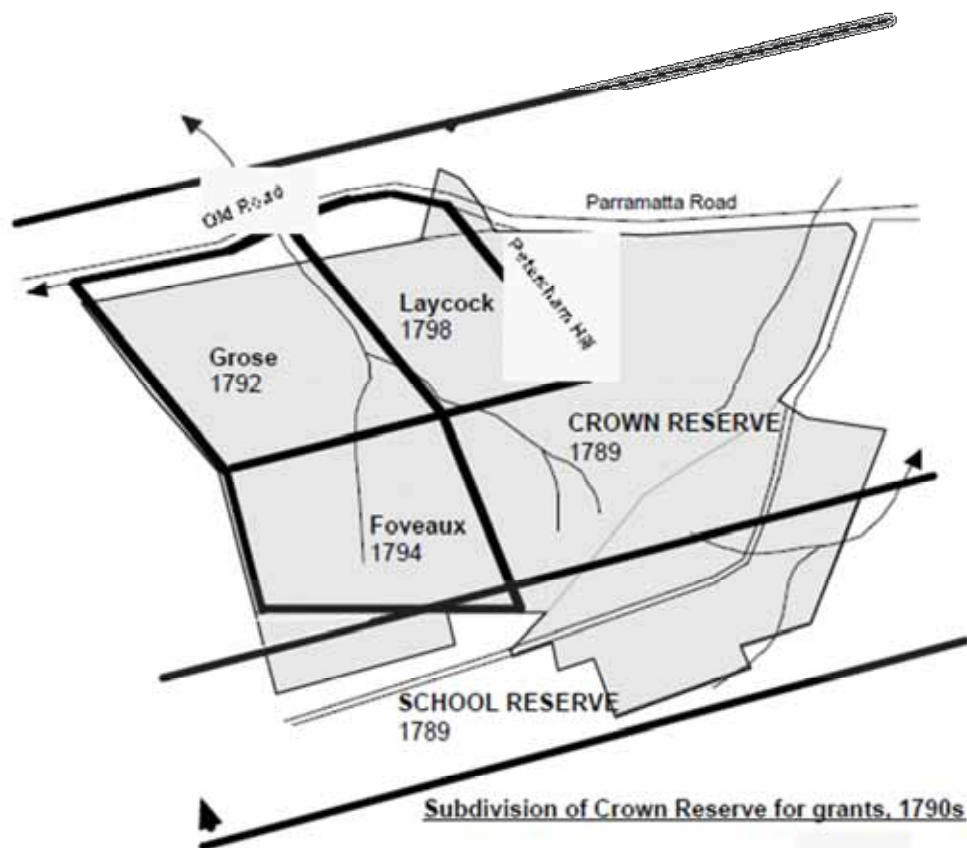 Old Road
Parramatta Road
Petersham Hill
Laycock
1798
Grose
1792
CROWN RESERVE
1789
Foveaux
1794
SCHOOL RESERVE
1789
Subdivision of Crown Reserve for grants, 1790s